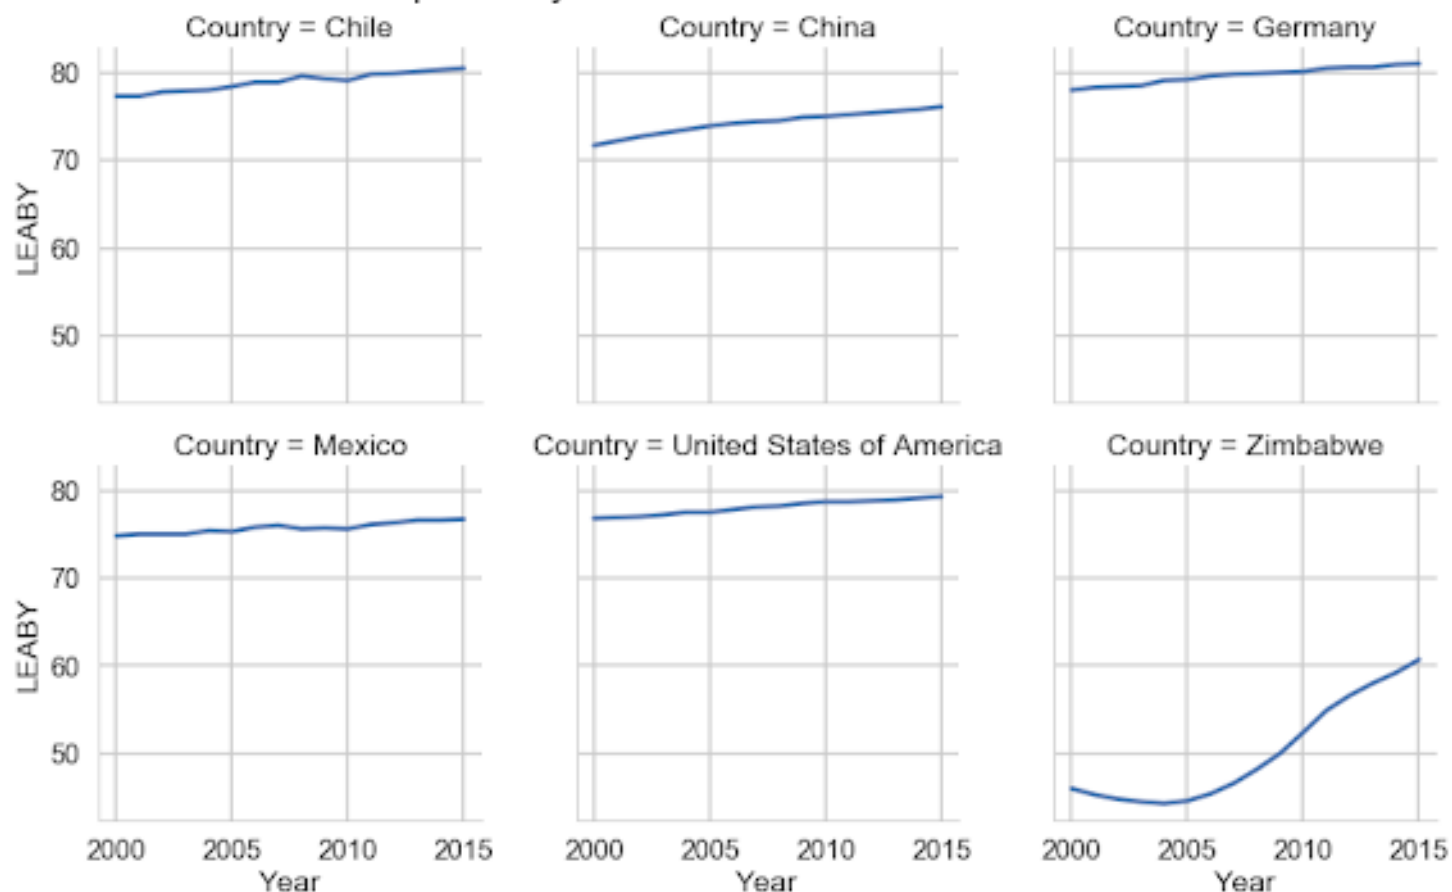 Country = Chile
Country = China
Country = Germany
80
70
60
50
LEABY
Country = Mexico
Country = United States of America
Country = Zimbabwe
80
70
60
50
LEABY
2000 2005 2010 2015
2000 2005 2010 2015
2000 2005 2010 2015
Year
Year
Year